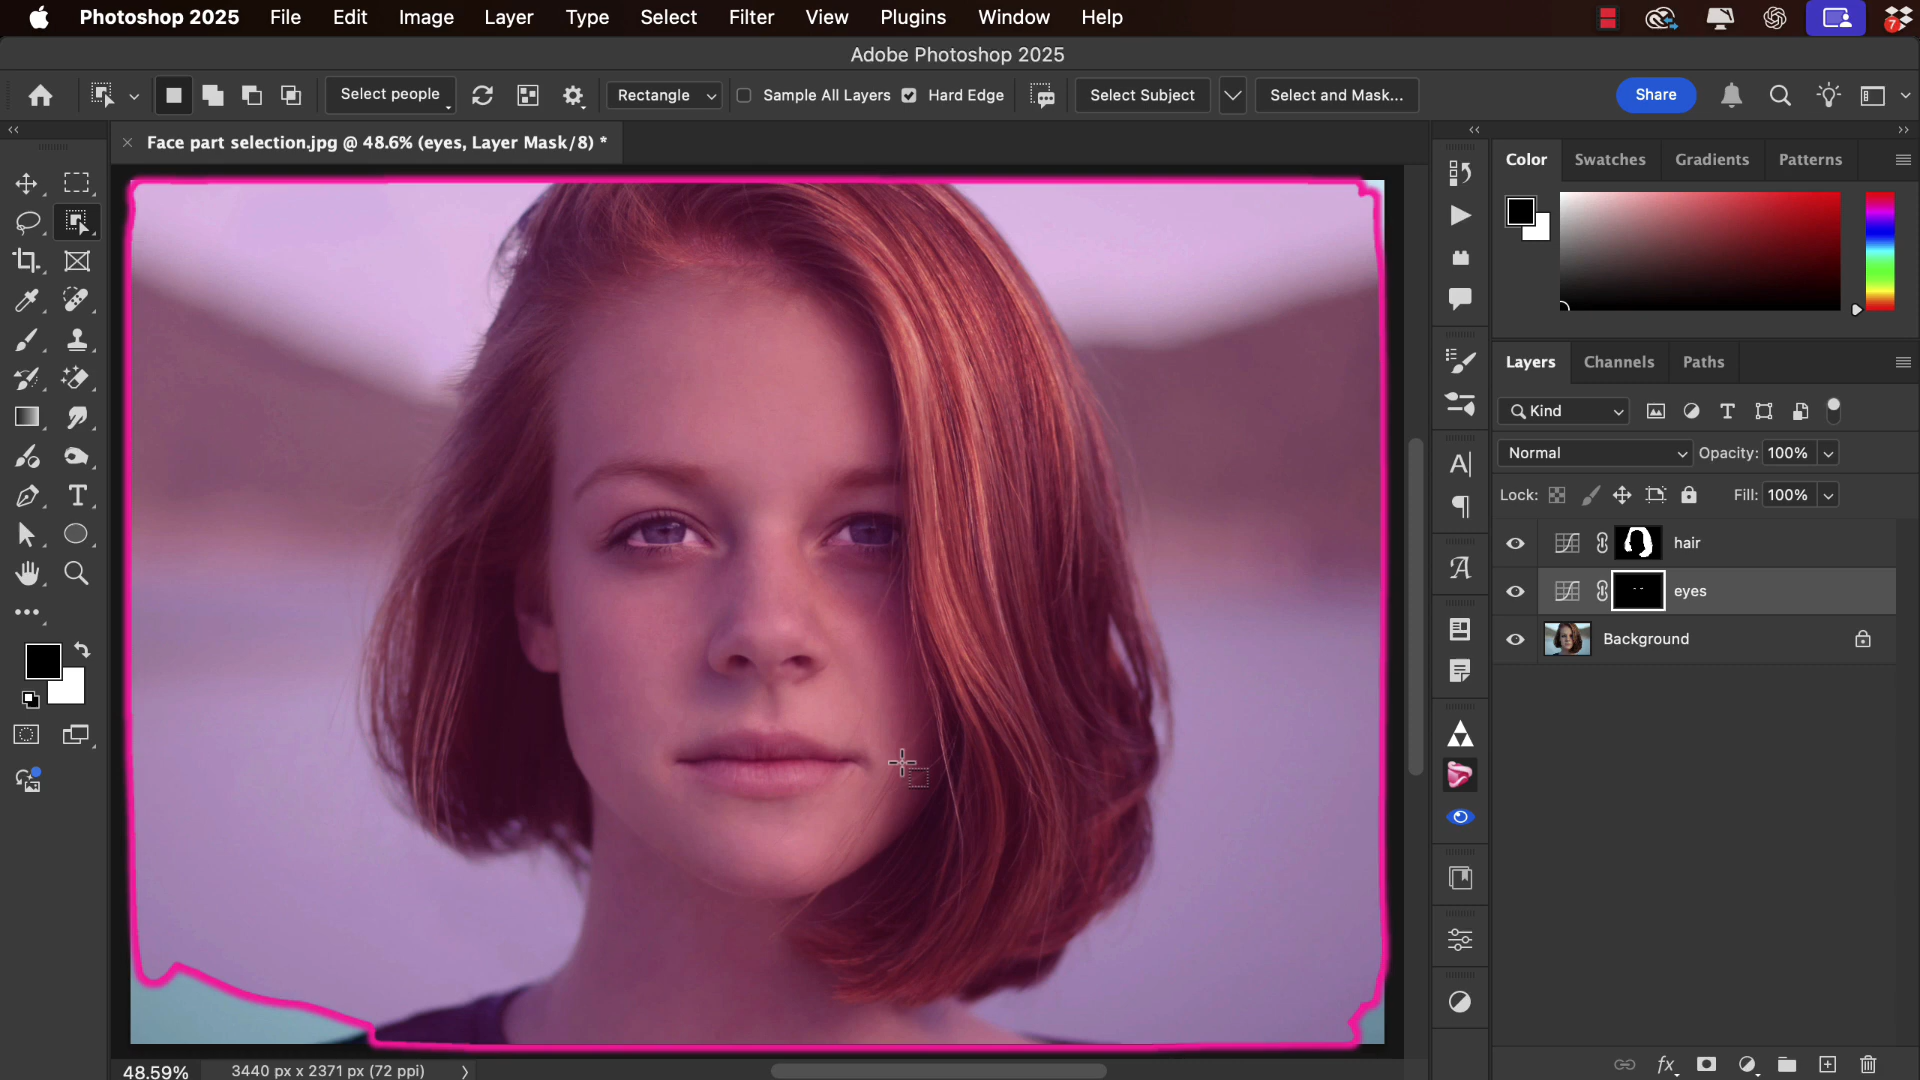 Photoshop 2025 File Edit Image Layer Type Select Filter View Plugins Window Help
7
Adobe Photoshop 2025
Select people Rectangle Sample All Layers Hard Edge Select Subject Select and Mask... Share
Face part selection.jpg @ 48.6% (eyes, Layer Mask/8) *
Color Swatches Gradients Patterns
Layers Channels Paths
Kind
Normal Opacity: 100%
Lock: Fill: 100%
hair
eyes
Background
48.59% 3440 px x 2371 px (72 ppi)